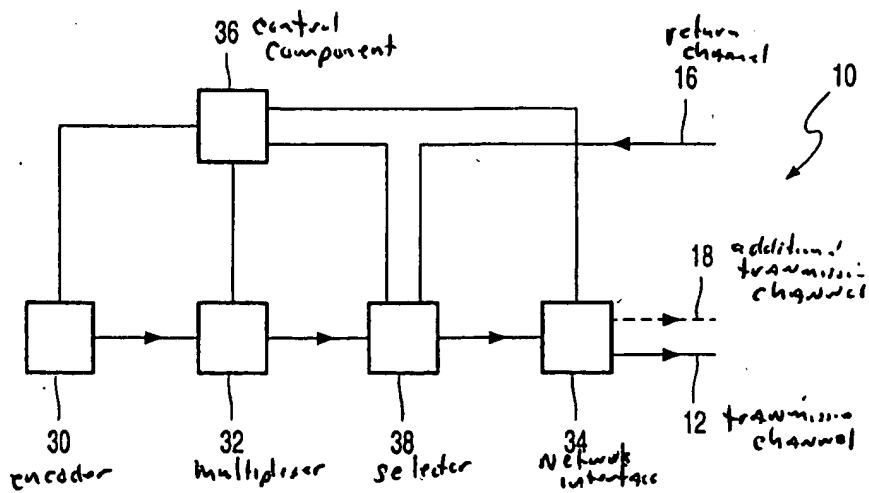 36 control
component
return
channel
16
10
18 additional
transmission
channel
12 transmission
channel
30
encoder
32
multiplexer
38
selector
34
Network
interface